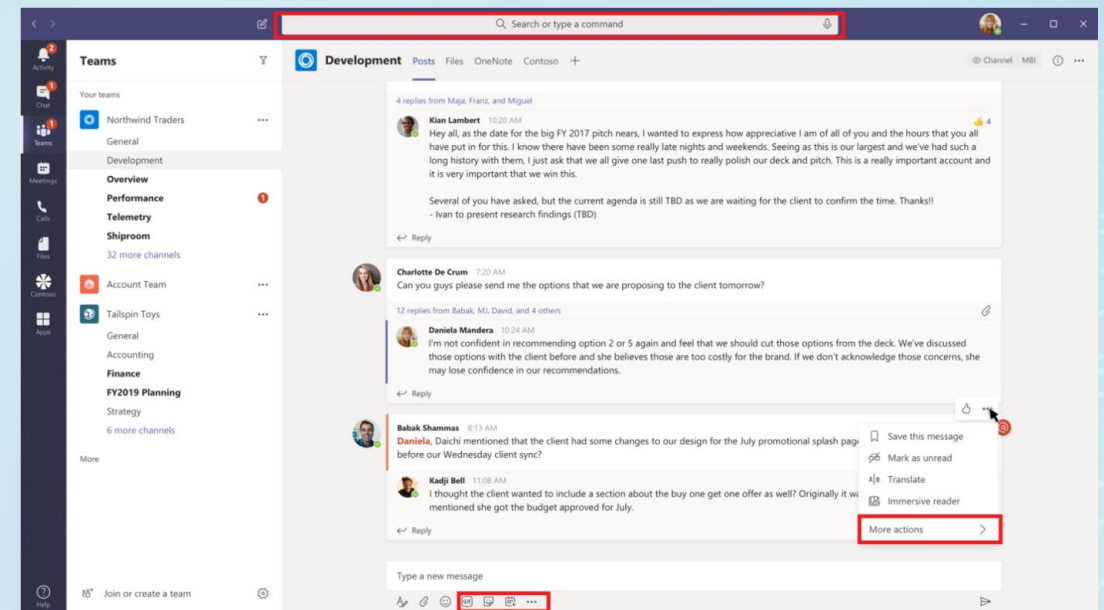 Search or type a command
2
Activity
1
Chat
1
Teams
Meetings
Calls
Files
Contoso
Apps
Help
Teams
Your teams
Northwind Traders
General
Development
Overview
Performance
1
Telemetry
Shiproom
32 more channels
Account Team
Tailspin Toys
General
Accounting
Finance
FY2019 Planning
Strategy
6 more channels
More
Join or create a team
Development Posts Files OneNote Contoso +
Channel MBI
4 replies from Maja, Franz, and Miguel
Kian Lambert 10:20 AM
4
Hey all, as the date for the big FY 2017 pitch nears, I wanted to express how appreciative I am of all of you and the hours that you all
have put in for this. I know there have been some really late nights and weekends. Seeing as this is our largest and we've had such a
long history with them, I just ask that we all give one last push to really polish our deck and pitch. This is a really important account and
it is very important that we win this.
Several of you have asked, but the current agenda is still TBD as we are waiting for the client to confirm the time. Thanks!!
- Ivan to present research findings (TBD)
Reply
Charlotte De Crum 7:20 AM
Can you guys please send me the options that we are proposing to the client tomorrow?
12 replies from Babak, MJ, David, and 4 others
Daniela Mandera 10:24 AM
I'm not confident in recommending option 2 or 5 again and feel that we should cut those options from the deck. We've discussed
those options with the client before and she believes those are too costly for the brand. If we don't acknowledge those concerns, she
may lose confidence in our recommendations.
Reply
Babak Shammas 8:13 AM
Daniela, Daichi mentioned that the client had some changes to our design for the July promotional splash
before our Wednesday client sync?
Kadji Bell 11:08 AM
I thought the client wanted to include a section about the buy one get one offer as well? Originally it
mentioned she got the budget approved for July.
Reply
@
Save this message
Mark as unread
Translate
Immersive reader
More actions
Type a new message
GIF